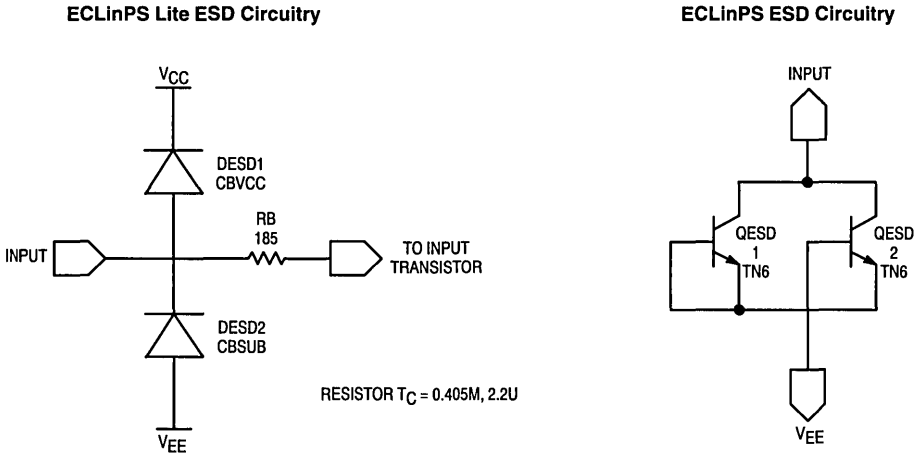 ECLinPS Lite ESD Circuitry
VCC
DESD1
CBVCC
INPUT
RB
185
TO INPUT
TRANSISTOR
DESD2
CBSUB
RESISTOR TC = 0.405M, 2.2U
VEE
ECLinPS ESD Circuitry
INPUT
QESD
1
TN6
QESD
2
TN6
VEE